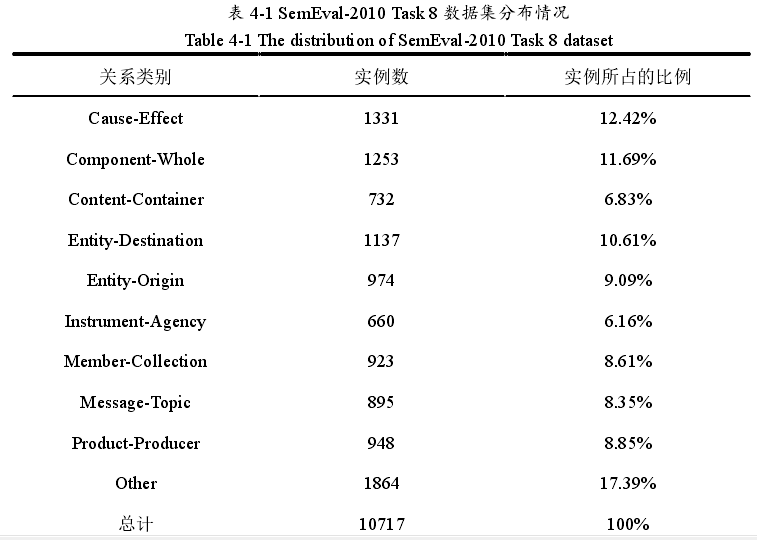 表 4-1 SemEval-2010 Task 8 数据集分布情况
Table 4-1 The distribution of SemEval-2010 Task 8 dataset
关系类别 实例数 实例所占的比例
Cause-Effect 1331 12.42%
Component-Whole 1253 11.69%
Content-Container 732 6.83%
Entity-Destination 1137 10.61%
Entity-Origin 974 9.09%
Instrument-Agency 660 6.16%
Member-Collection 923 8.61%
Message-Topic 895 8.35%
Product-Producer 948 8.85%
Other 1864 17.39%
总计 10717 100%